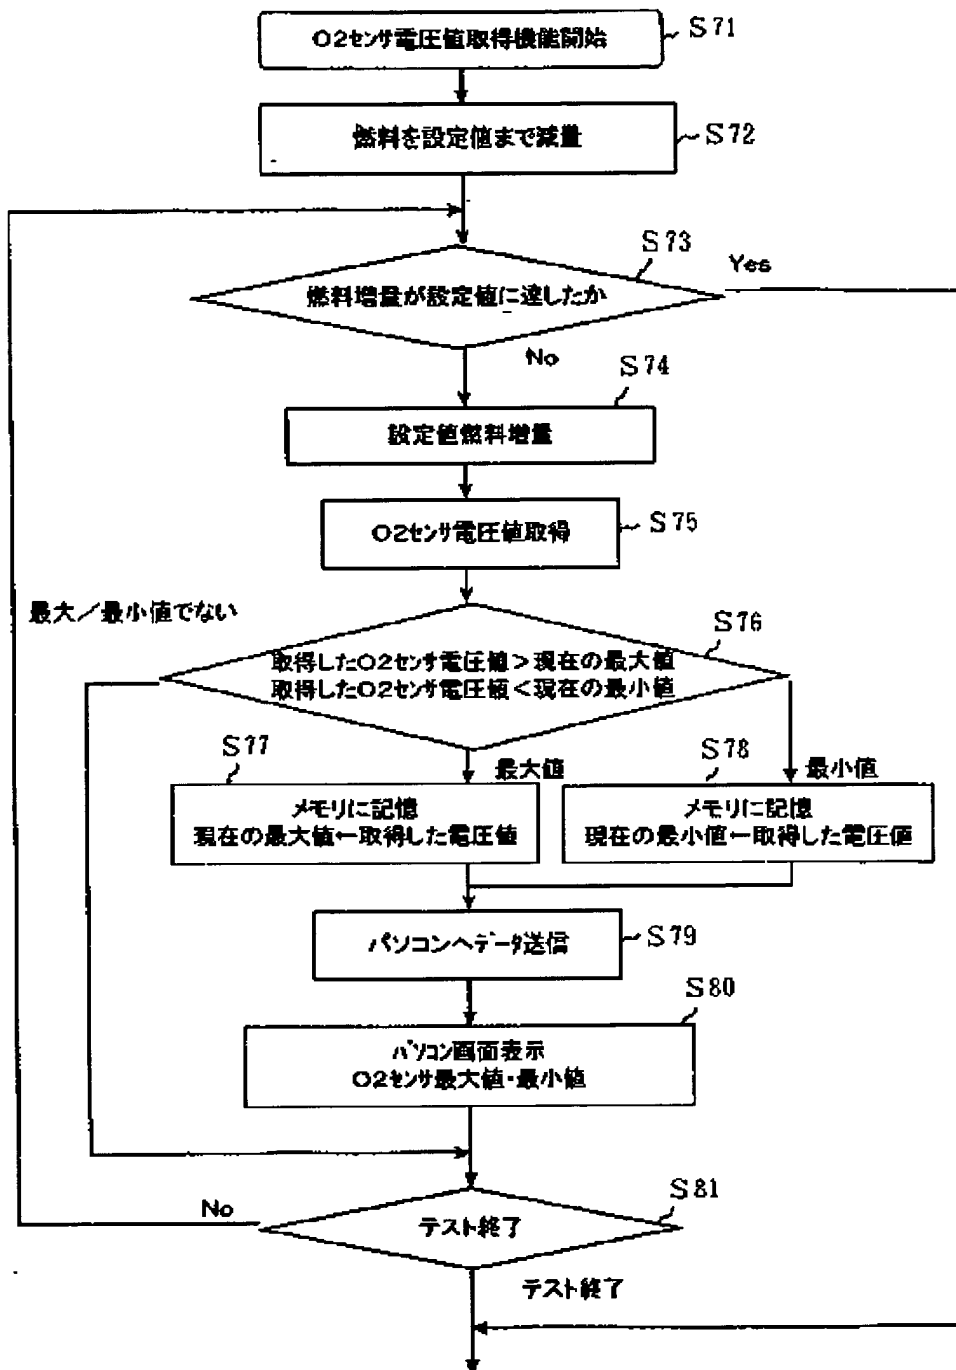 O2センサ電圧値取得機能開始
S71
燃料を設定値まで減量
S72
S73
Yes
燃料増量が設定値に達したか
No
S74
設定値燃料増量
S75
O2センサ電圧値取得
最大／最小値でない
S76
取得したO2センサ電圧値＞現在の最大値
取得したO2センサ電圧値＜現在の最小値
S77
最大値
S78
最小値
メモリに記憶
現在の最大値←取得した電圧値
メモリに記憶
現在の最小値←取得した電圧値
パソコンへデータ送信
S79
S80
パソコン画面表示
O2センサ最大値・最小値
S81
No
テスト終了
テスト終了